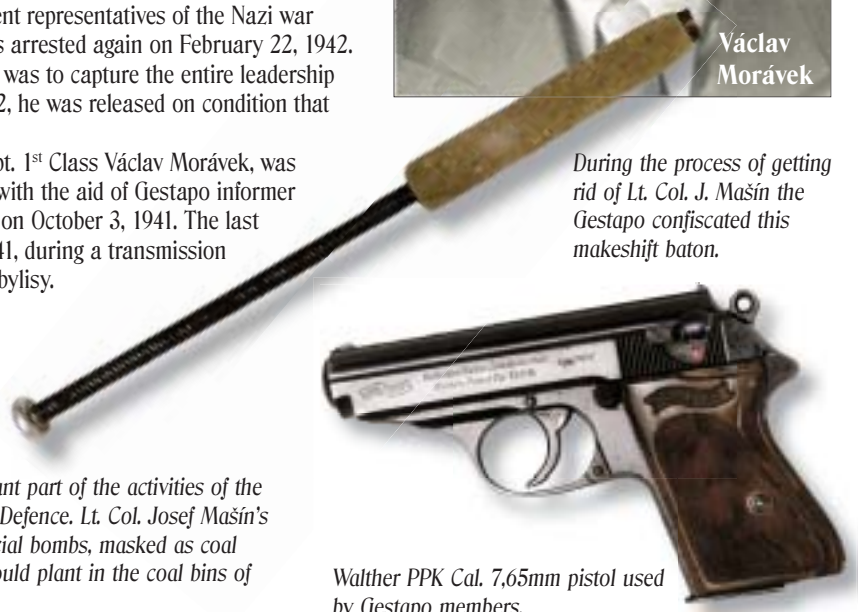 ent representatives of the Nazi war
s arrested again on February 22, 1942.
was to capture the entire leadership
2, he was released on condition that
pt. 1st Class Václav Morávek, was
with the aid of Gestapo informer
on October 3, 1941. The last
41, during a transmission
bylisy.
Václav
Morávek
During the process of getting
rid of Lt. Col. J. Mašín the
Gestapo confiscated this
makeshift baton.
ant part of the activities of the
Defence. Lt. Col. Josef Mašín's
ial bombs, masked as coal
ould plant in the coal bins of
Walther PPK Cal. 7,65mm pistol used
by Gestapo members.